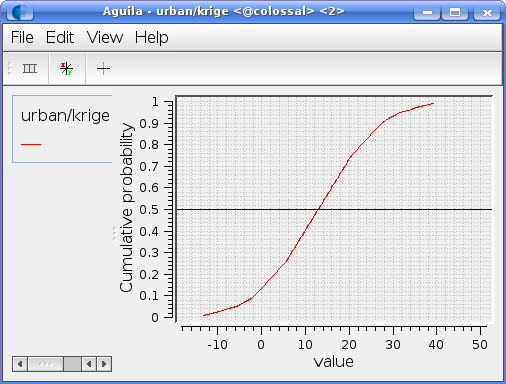 Aguila - urban/krige <@colossal> <2>
File Edit View Help
urban/krige
Cumulative probability
1
0.9
0.8
0.7
0.6
0.5
0.4
0.3
0.2
0.1
0
-10 0 10 20 30 40 50
value